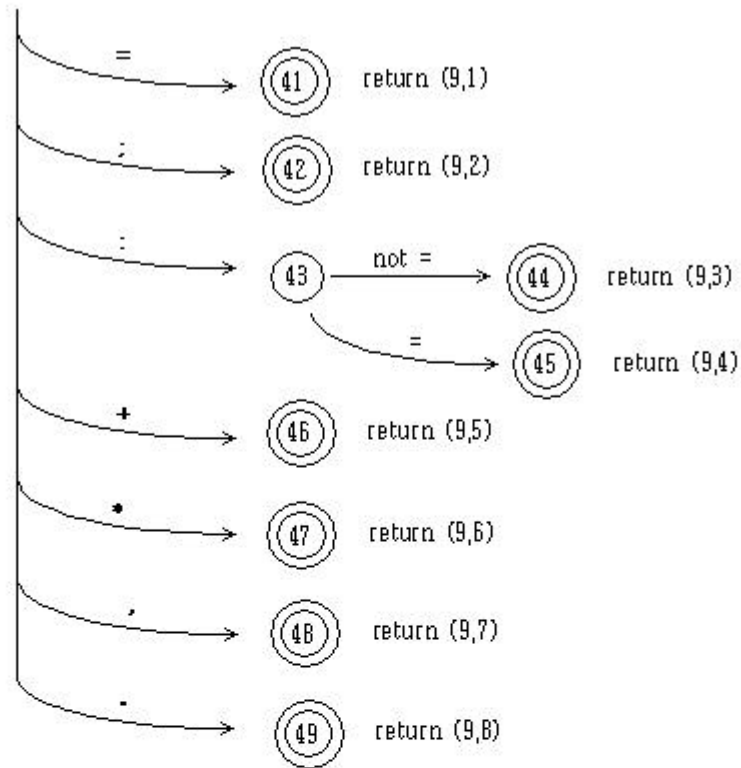 =
41 return (9,1)
;
42 return (9,2)
:
43 not = 44 return (9,3)
= 45 return (9,4)
+
46 return (9,5)
*
47 return (9,6)
,
48 return (9,7)
-
49 return (9,8)